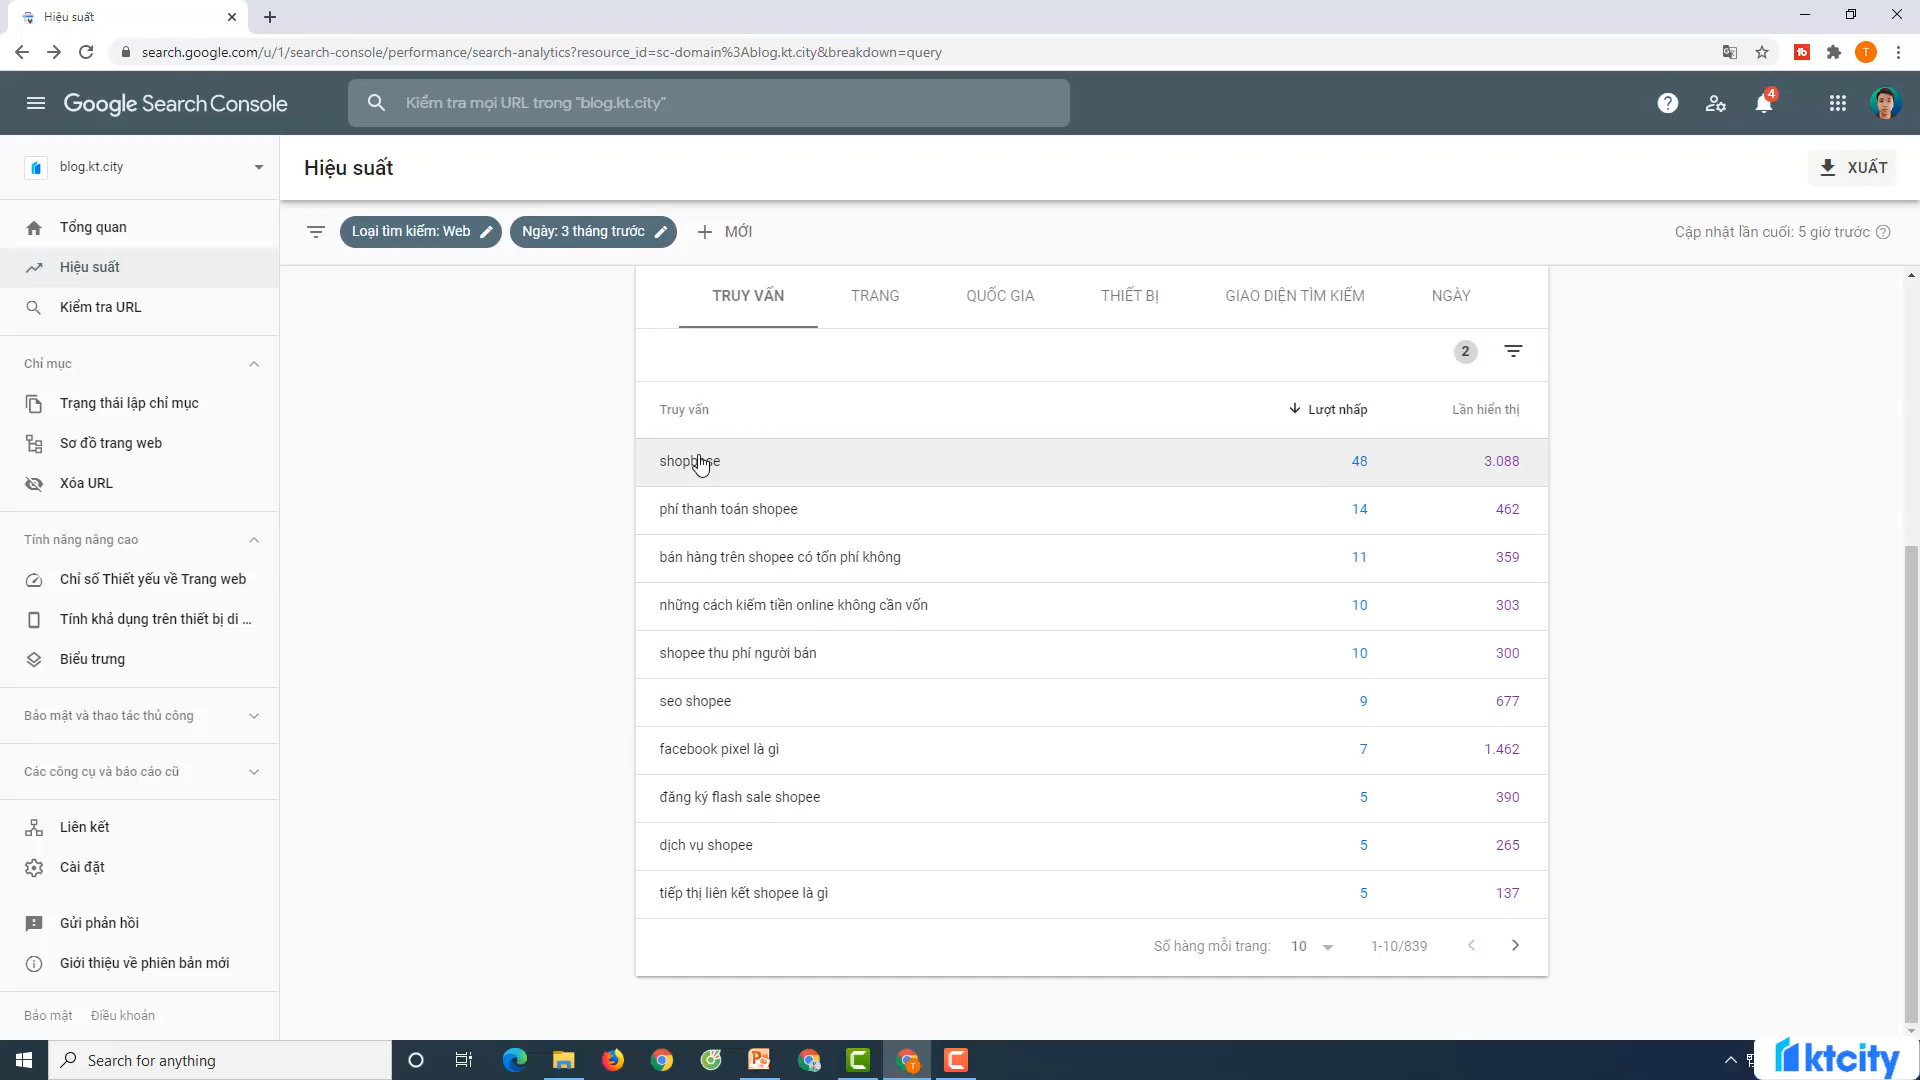 Hiệu suất
search.google.com/u/1/search-console/performance/search-analytics?resource_id=sc-domain%3Ablog.kt.city&breakdown=query
T
Google Search Console
Kiểm tra mọi URL trong "blog.kt.city"
4
blog.kt.city
Hiệu suất
XUẤT
Tổng quan
Hiệu suất
Kiểm tra URL
Chỉ mục
Trạng thái lập chỉ mục
Sơ đồ trang web
Xóa URL
Tính năng nâng cao
Chỉ số Thiết yếu về Trang web
Tính khả dụng trên thiết bị di ...
Biểu trưng
Bảo mật và thao tác thủ công
Các công cụ và báo cáo cũ
Liên kết
Cài đặt
Gửi phản hồi
Giới thiệu về phiên bản mới
Bảo mật Điều khoản
Loại tìm kiếm: Web
Ngày: 3 tháng trước
MỚI
Cập nhật lần cuối: 5 giờ trước
TRUY VẤN TRANG QUỐC GIA THIẾT BỊ GIAO DIỆN TÌM KIẾM NGÀY
2
Truy vấn Lượt nhấp Lần hiển thị
48 3.088
phí thanh toán shopee 14 462
bán hàng trên shopee có tốn phí không 11 359
những cách kiếm tiền online không cần vốn 10 303
shopee thu phí người bán 10 300
seo shopee 9 677
facebook pixel là gì 7 1.462
đăng ký flash sale shopee 5 390
dịch vụ shopee 5 265
tiếp thị liên kết shopee là gì 5 137
Số hàng mỗi trang: 10 1-10/839
Search for anything
ktcity